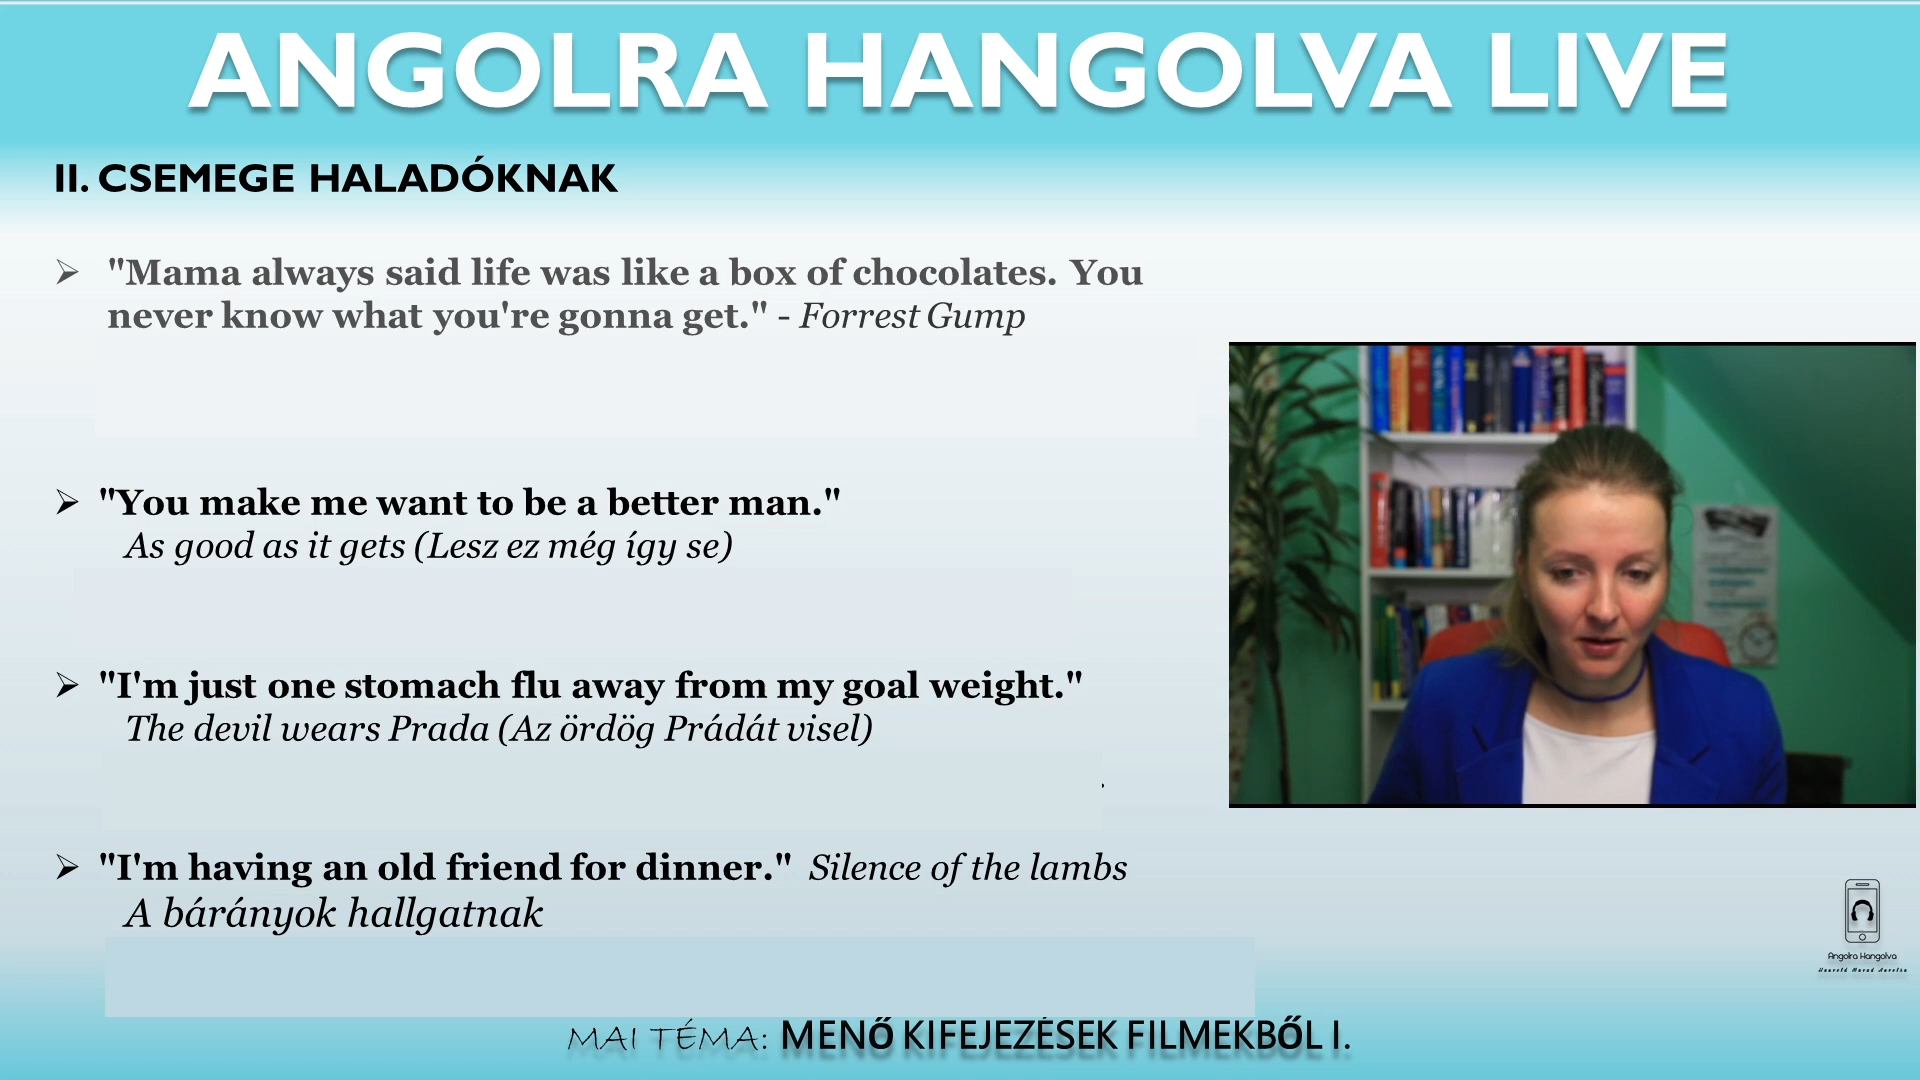 ANGOLRA HANGOLVA LIVE
II. CSEMEGE HALADÓKNAK
➢ "Mama always said life was like a box of chocolates. You
never know what you're gonna get." - Forrest Gump
➢ "You make me want to be a better man."
As good as it gets (Lesz ez még így se)
➢ "I'm just one stomach flu away from my goal weight."
The devil wears Prada (Az ördög Prádát visel)
.
➢ "I'm having an old friend for dinner." Silence of the lambs
A bárányok hallgatnak
Angolra Hangolva
MAI TÉMA: MENŐ KIFEJEZÉSEK FILMEKBŐL I.